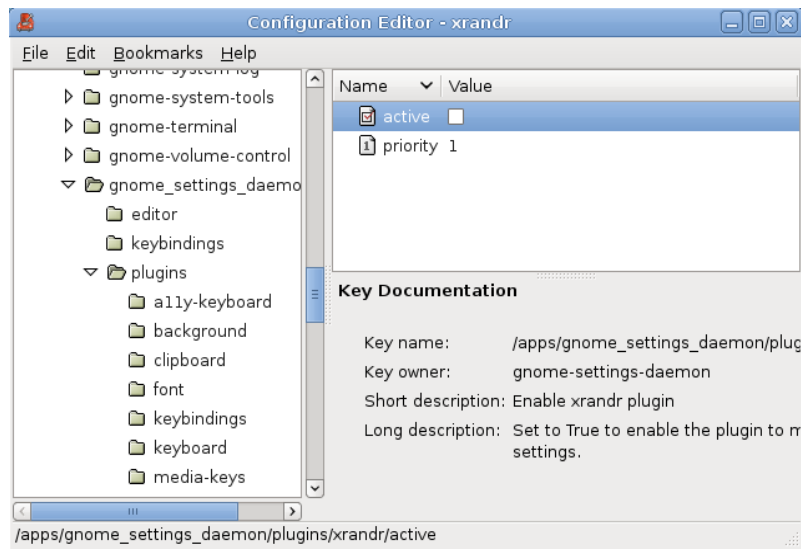 Configuration Editor - xrandr
File Edit Bookmarks Help
gnome-system-log
gnome-system-tools
gnome-terminal
gnome-volume-control
gnome_settings_daemo
editor
keybindings
plugins
a11y-keyboard
background
clipboard
font
keybindings
keyboard
media-keys
Name Value
active
priority 1
Key Documentation
Key name: /apps/gnome_settings_daemon/plug
Key owner: gnome-settings-daemon
Short description: Enable xrandr plugin
Long description: Set to True to enable the plugin to m
settings.
/apps/gnome_settings_daemon/plugins/xrandr/active